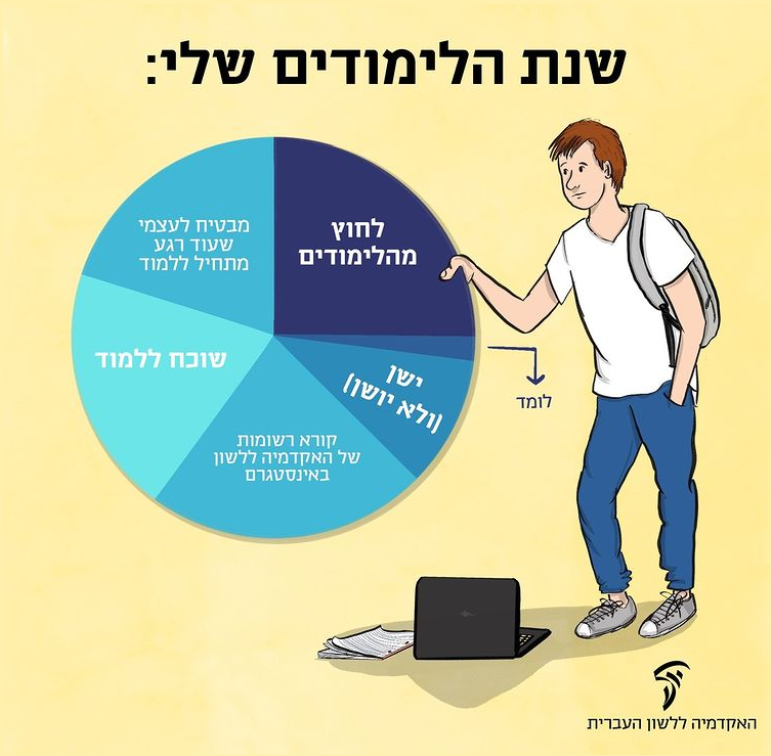 שנת הלימודים שלי:
לחוץ
מהלימודים
מבטיח לעצמי
שעוד רגע
מתחיל ללמוד
שוכח ללמוד
ישן
(ולא יושן)
לומד
קורא רשומות
של האקדמיה ללשון
באינסטגרם
האקדמיה ללשון העברית